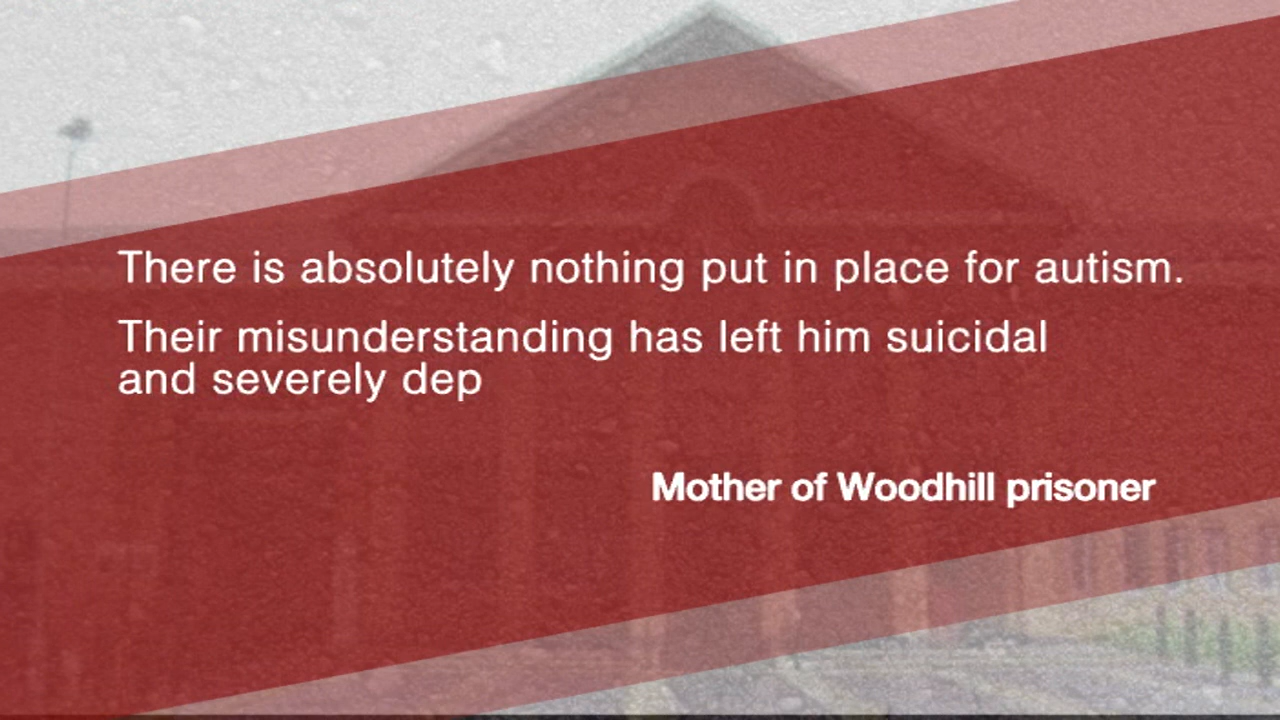 There is absolutely nothing put in place for autism.
Their misunderstanding has left him suicidal
and severely dep
Mother of Woodhill prisoner